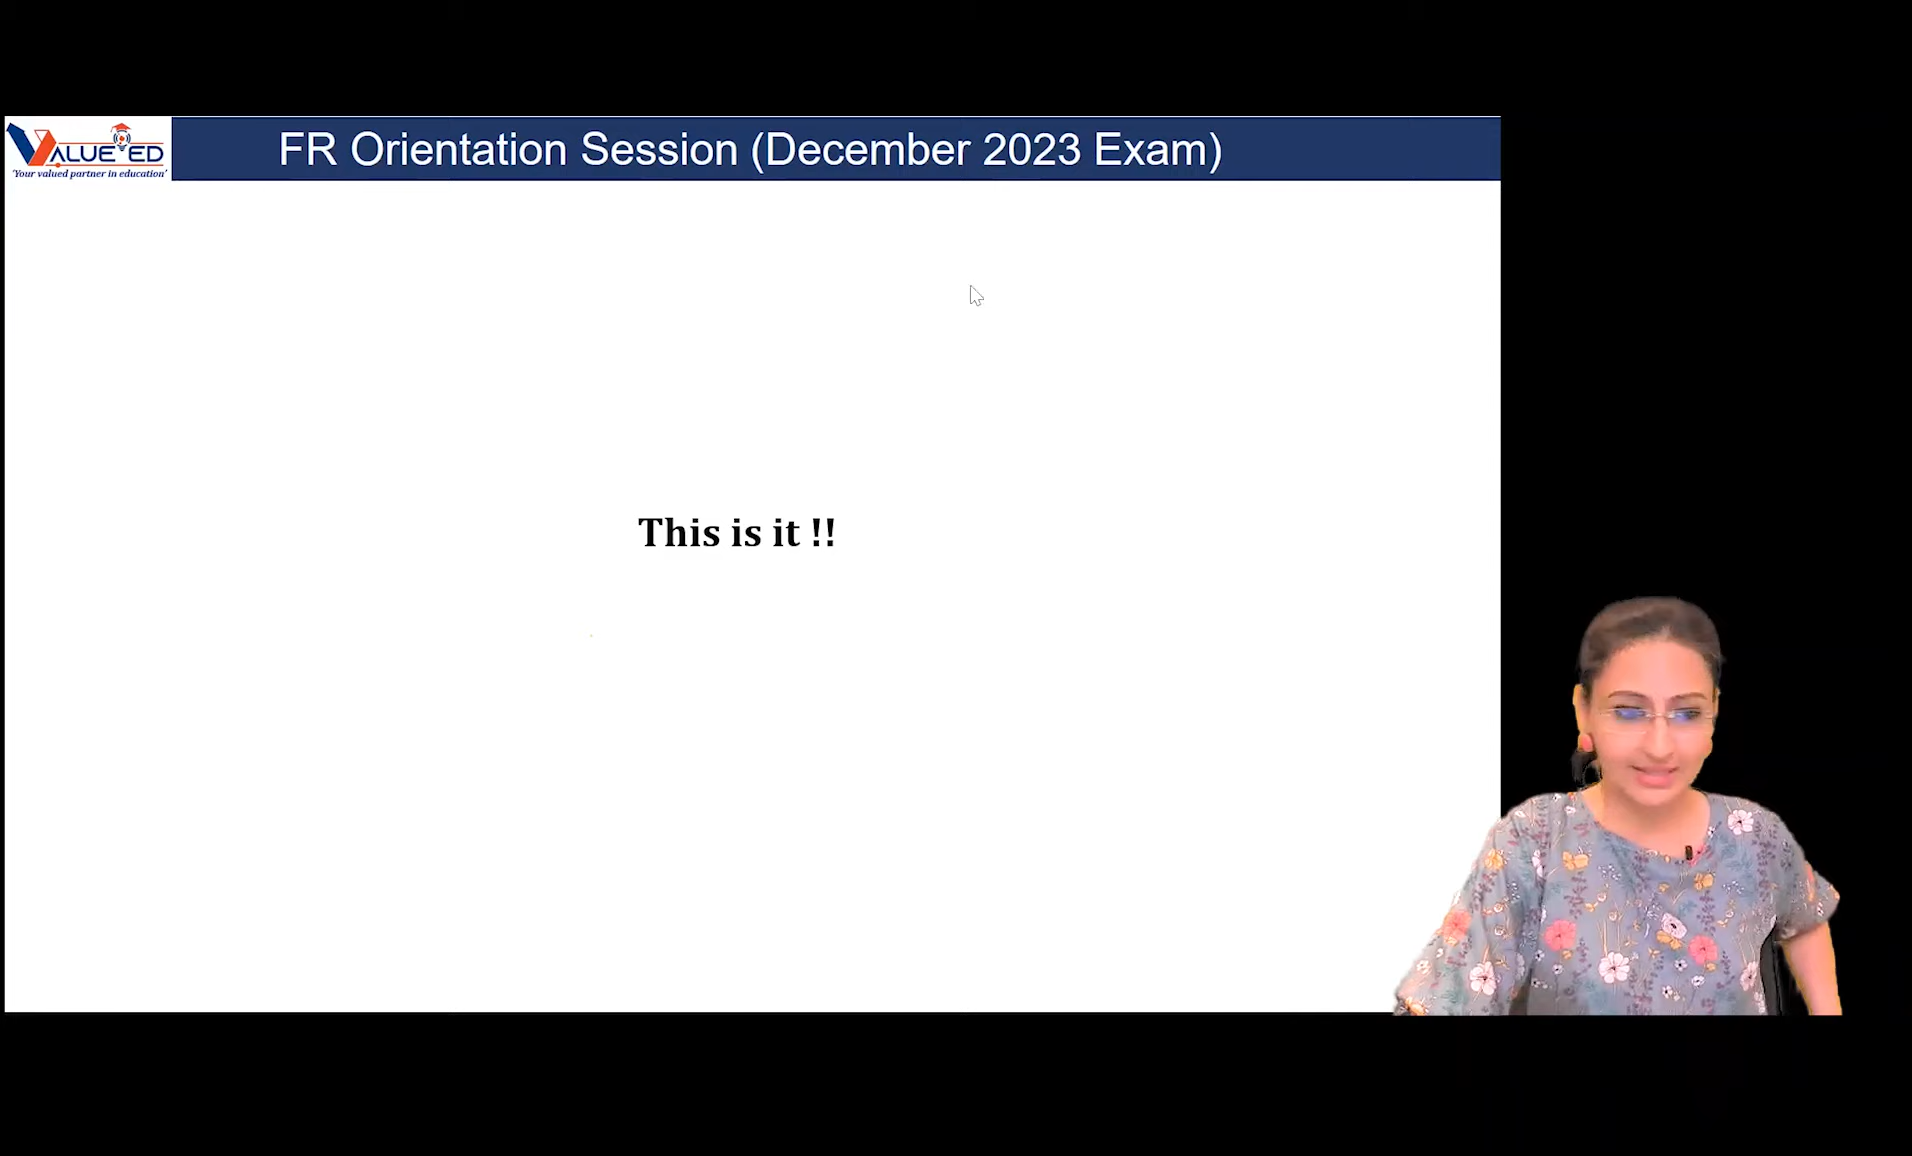 VALUE ED
'Your valued partner in education'
FR Orientation Session (December 2023 Exam)
This is it !!